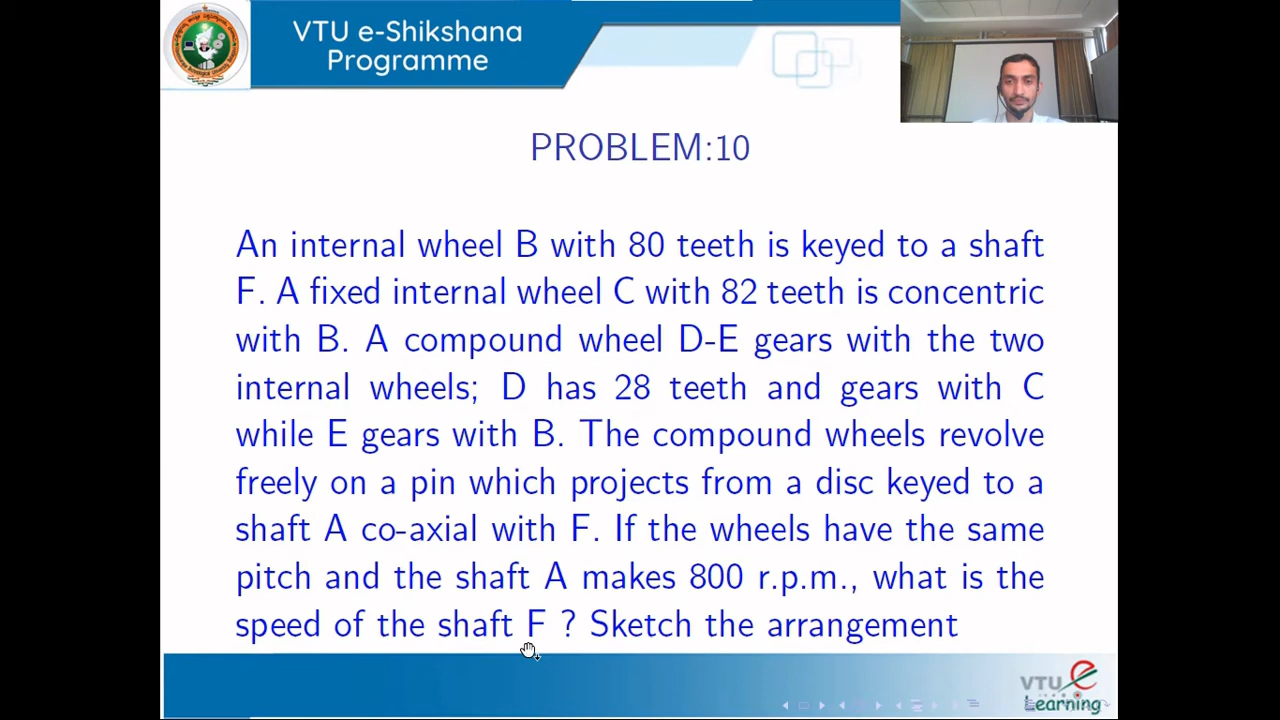 VTU e-Shikshana
Programme
PROBLEM:10
An internal wheel B with 80 teeth is keyed to a shaft
F. A fixed internal wheel C with 82 teeth is concentric
with B. A compound wheel D-E gears with the two
internal wheels; D has 28 teeth and gears with C
while E gears with B. The compound wheels revolve
freely on a pin which projects from a disc keyed to a
shaft A co-axial with F. If the wheels have the same
pitch and the shaft A makes 800 r.p.m., what is the
speed of the shaft F ? Sketch the arrangement
VTU e
Learning